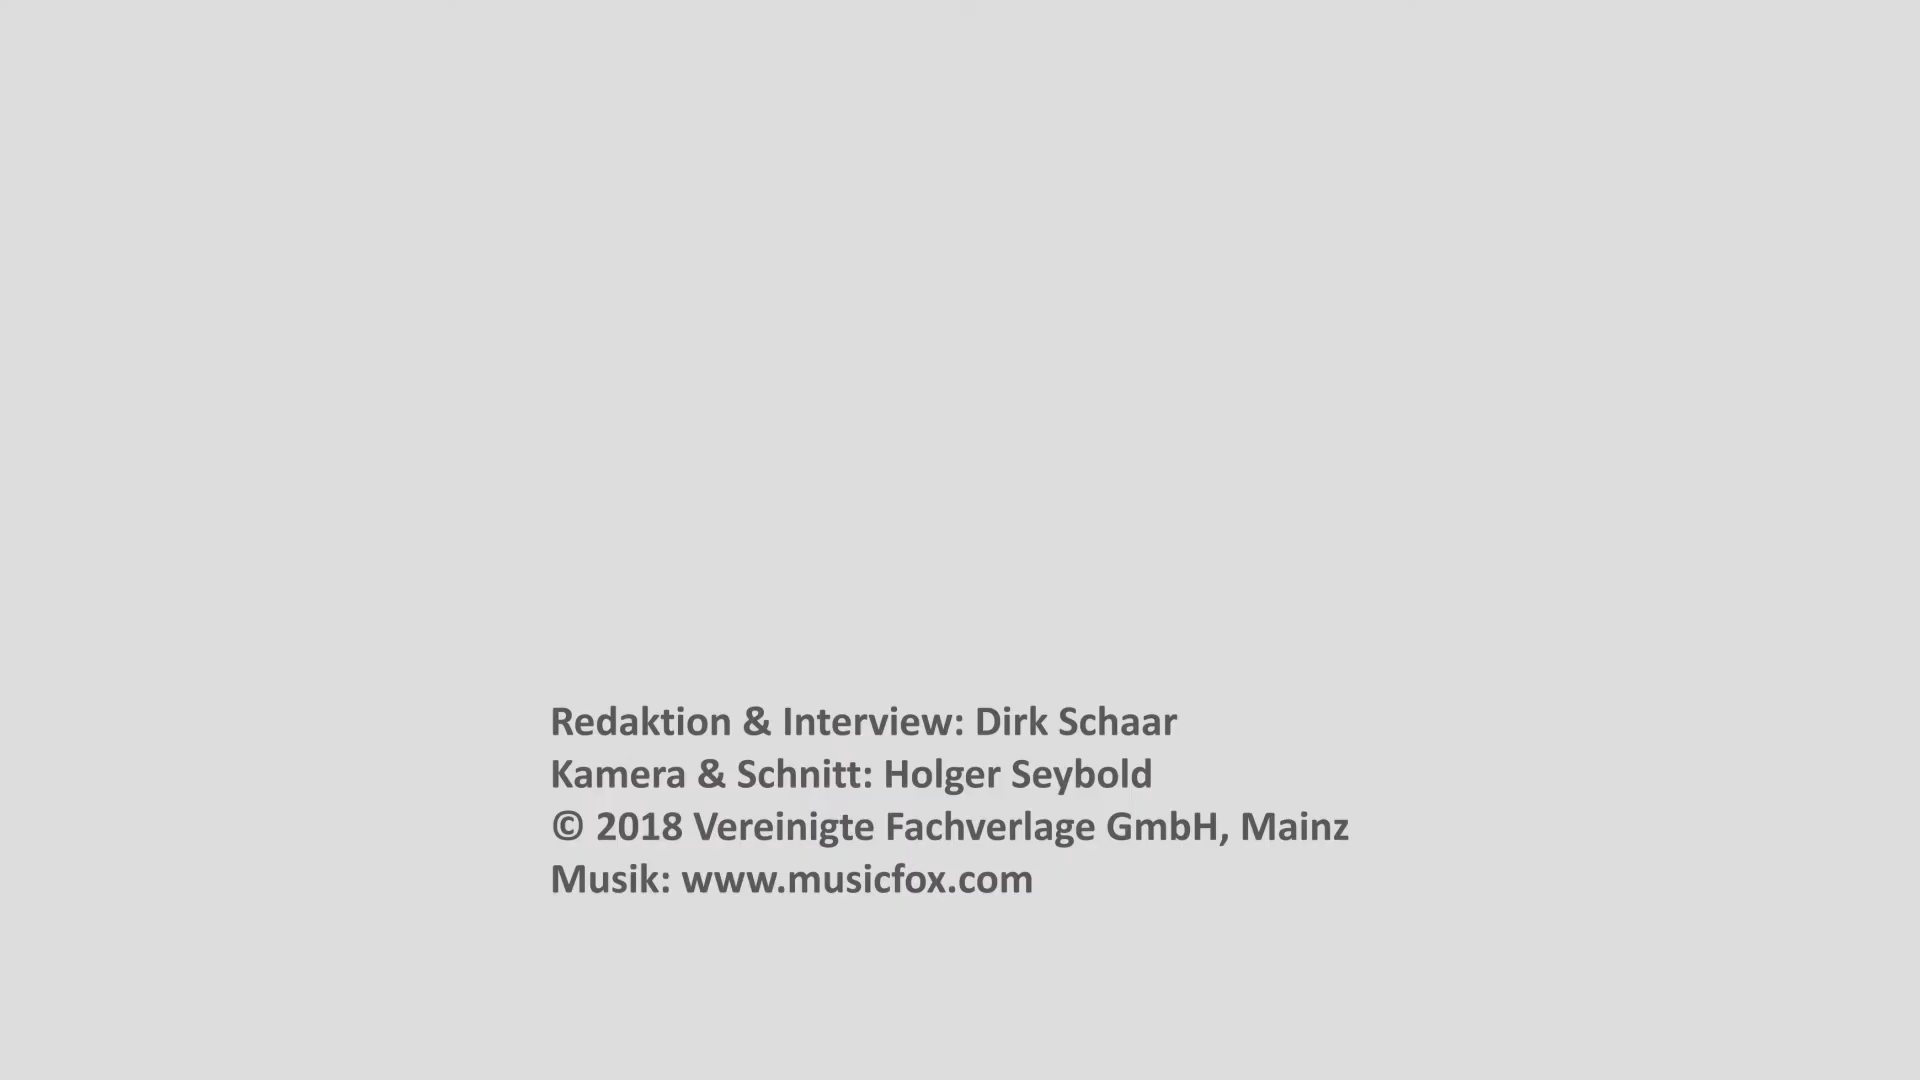 Redaktion & Interview: Dirk Schaar
Kamera & Schnitt: Holger Seybold
© 2018 Vereinigte Fachverlage GmbH, Mainz
Musik: www.musicfox.com